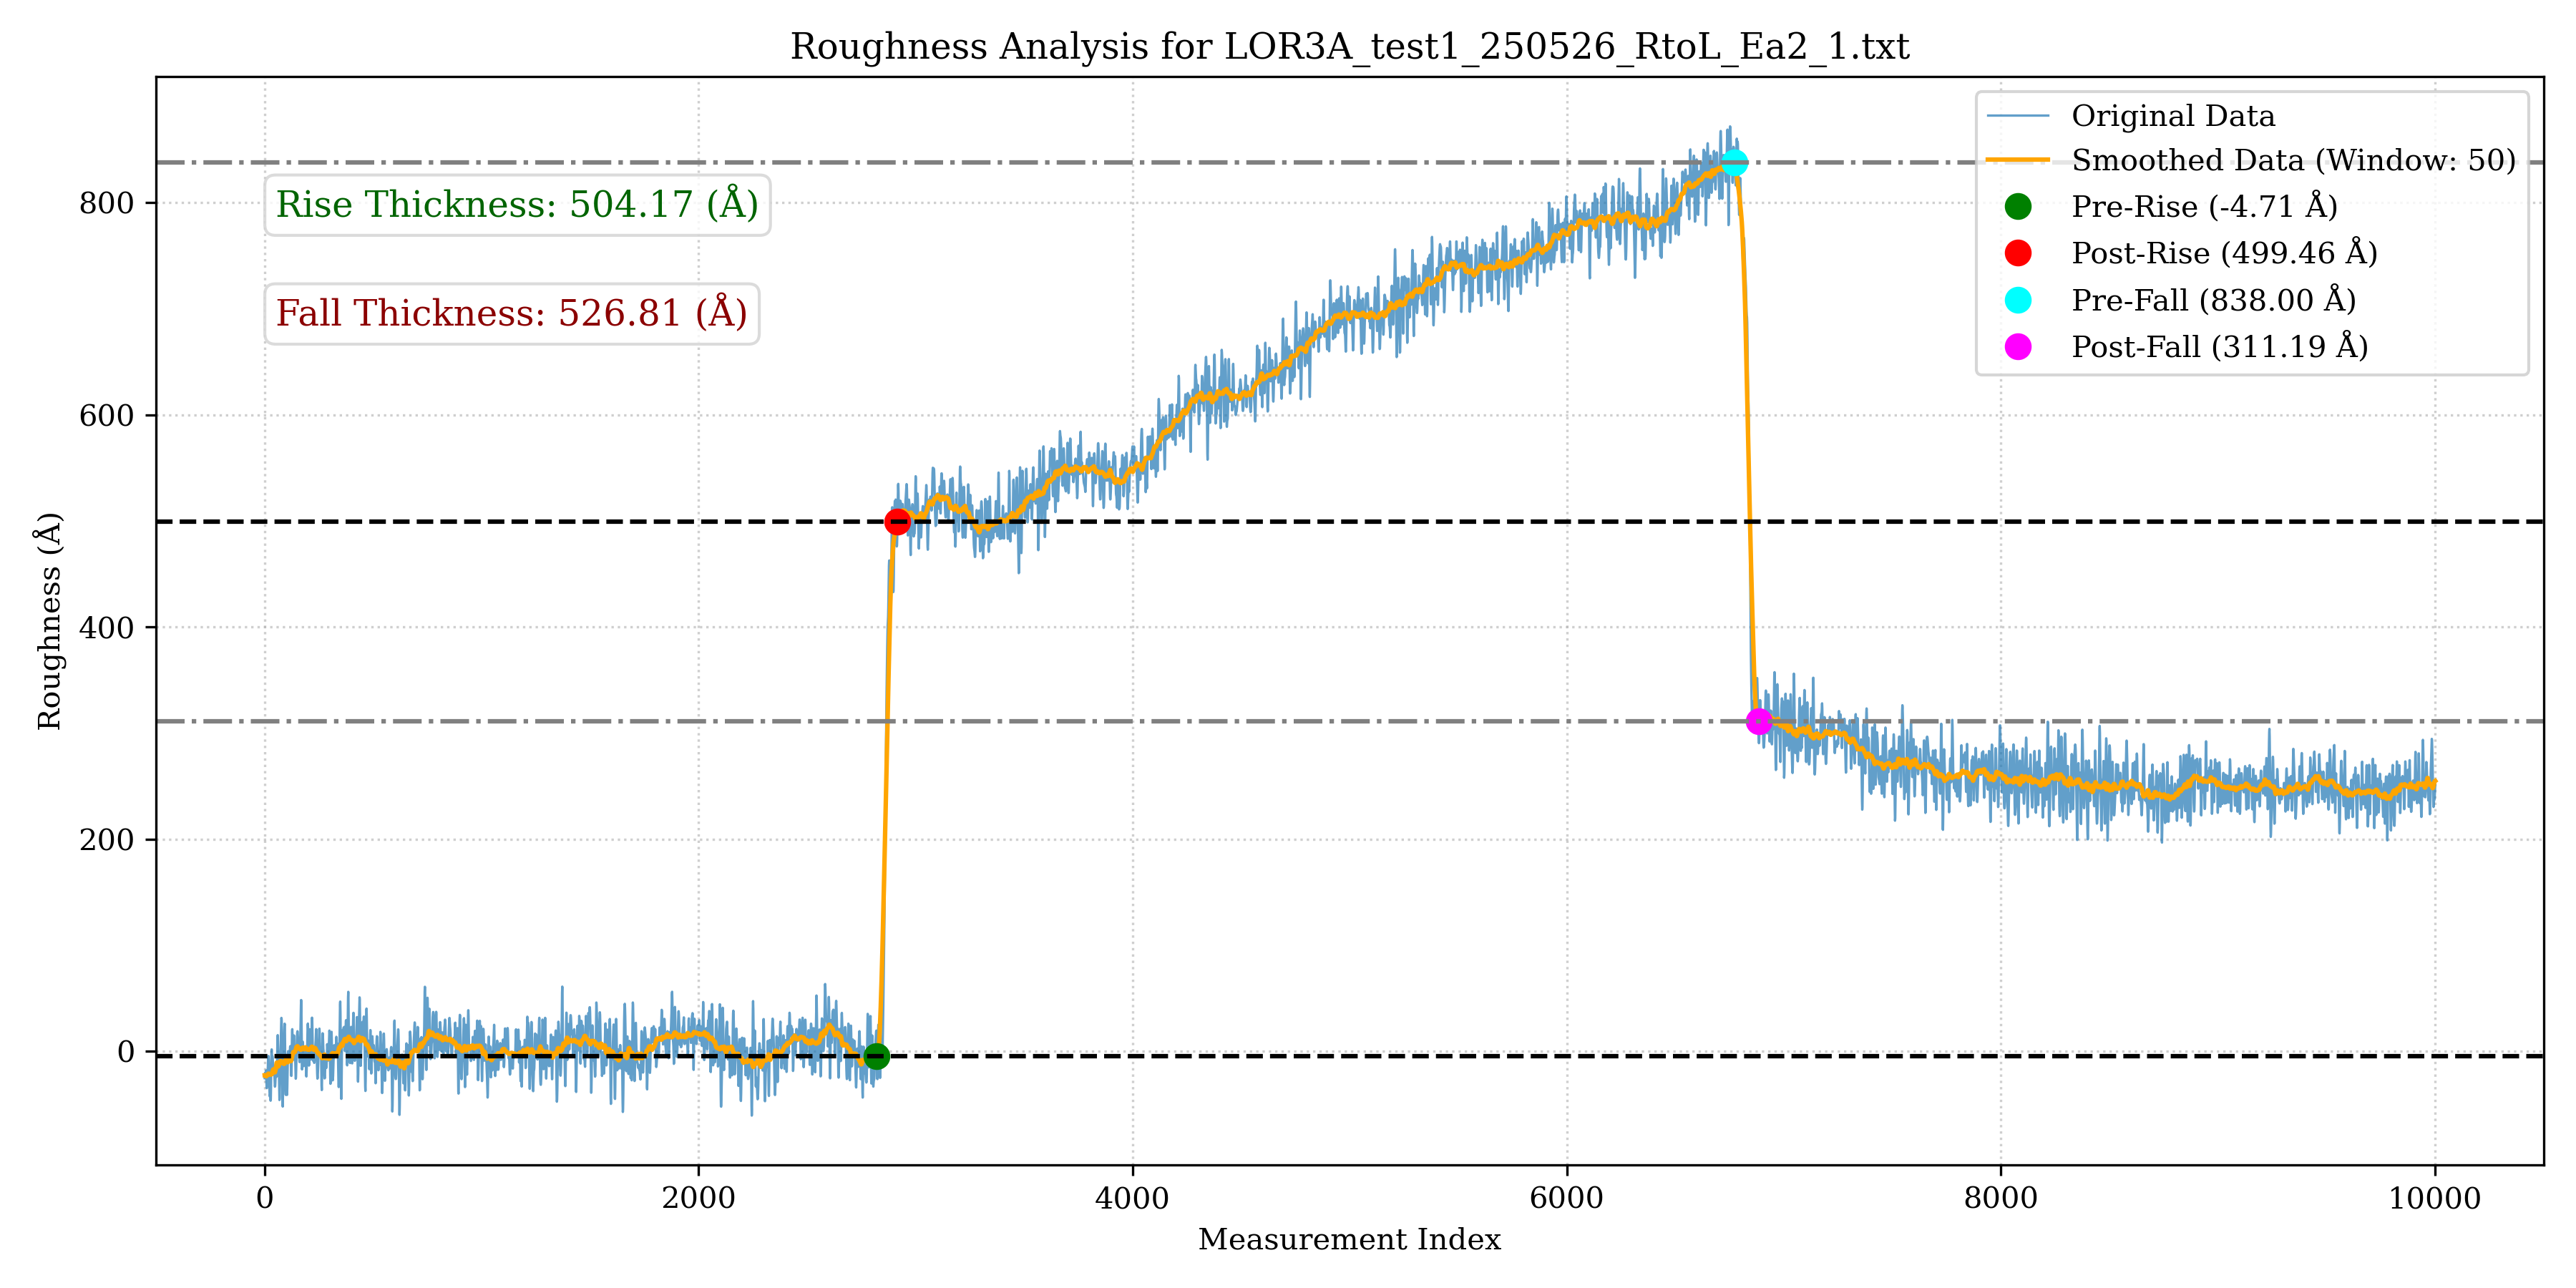 Roughness Analysis for LOR3A_test1_250526_RtoL_Ea2_1.txt
Original Data
Smoothed Data (Window: 50)
Pre-Rise (-4.71 Å)
Post-Rise (499.46 Å)
Pre-Fall (838.00 Å)
Post-Fall (311.19 Å)
Rise Thickness: 504.17 (Å)
Fall Thickness: 526.81 (Å)
Roughness (Å)
800
600
400
200
0
0 2000 4000 6000 8000 10000
Measurement Index